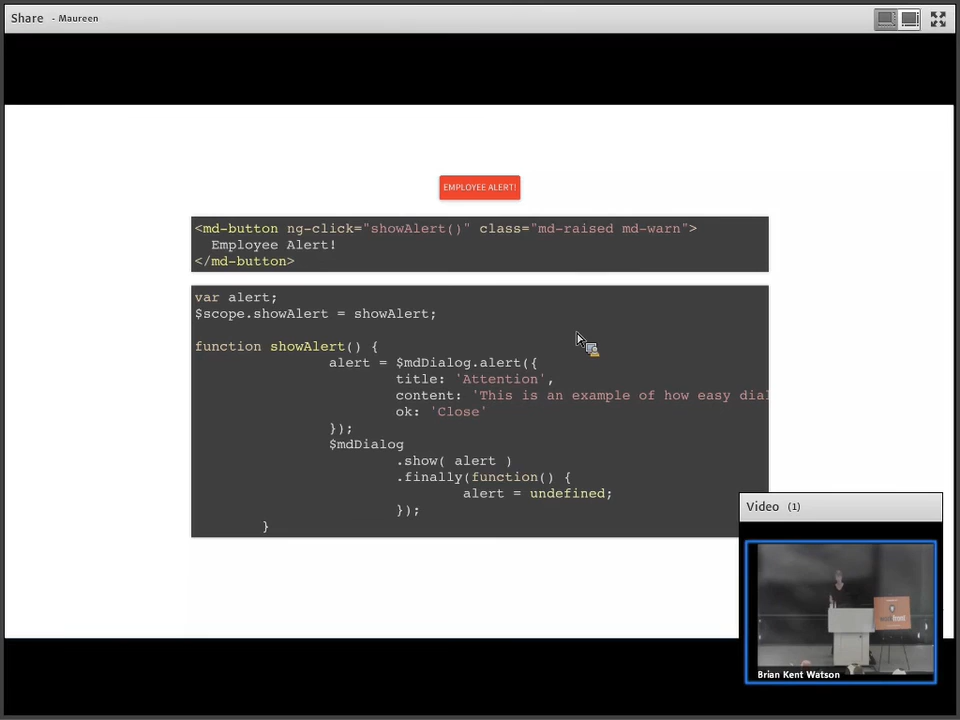 Share - Maureen
EMPLOYEE ALERT!
<md-button ng-click="showAlert()" class="md-raised md-warn">
  Employee Alert!
</md-button>
var alert;
$scope.showAlert = showAlert;
function showAlert() {
alert = $mdDialog.alert({
title: 'Attention',
content: 'This is an example of how easy dial
ok: 'Close'
});
$mdDialog
.show( alert )
.finally(function() {
alert = undefined;
});
}
Video (1)
front
Brian Kent Watson